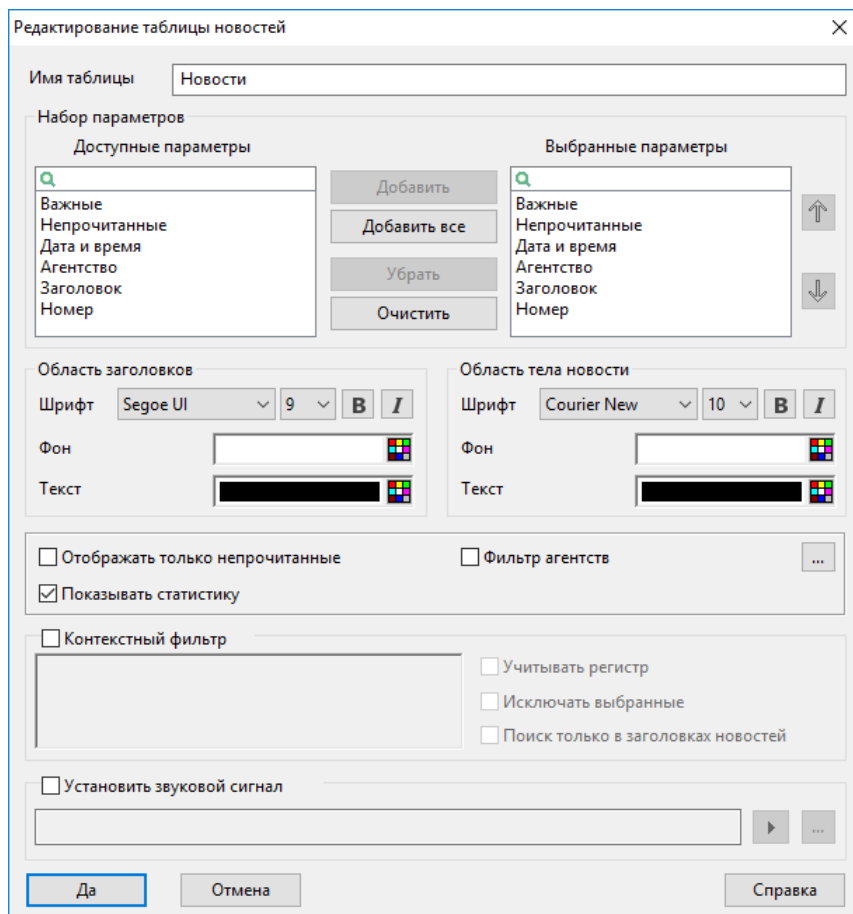 Редактирование таблицы новостей
Имя таблицы Новости
Набор параметров
Доступные параметры Выбранные параметры
Добавить
Важные Важные
Непрочитанные Добавить все Непрочитанные
Дата и время Дата и время
Агентство Убрать Агентство
Заголовок Заголовок
Номер Очистить Номер
Область заголовков Область тела новости
Шрифт Segoe UI 9 B I Шрифт Courier New 10 B I
Фон Фон
Текст Текст
Отображать только непрочитанные Фильтр агентств ...
Показывать статистику
Контекстный фильтр
Учитывать регистр
Исключать выбранные
Поиск только в заголовках новостей
Установить звуковой сигнал
...
Да Отмена Справка